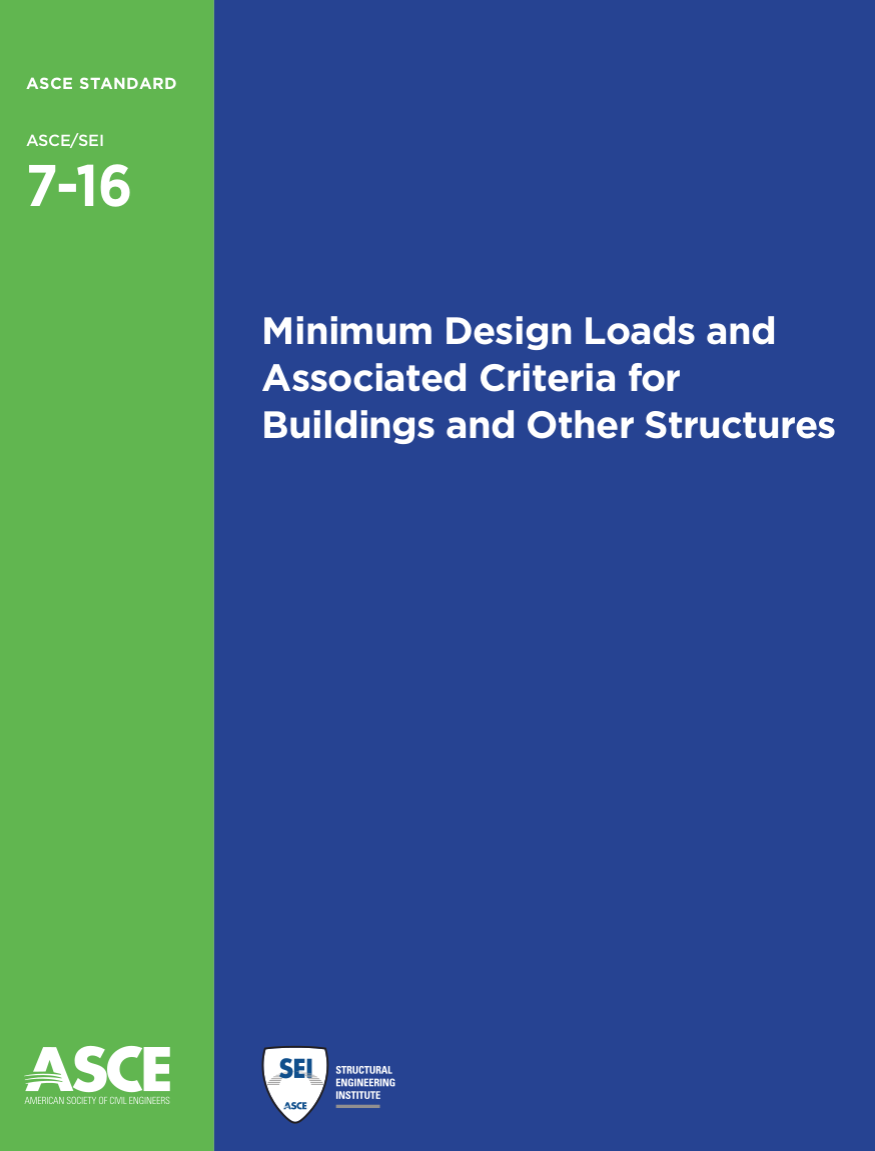 ASCE STANDARD
ASCE/SEI
7-16
Minimum Design Loads and
Associated Criteria for
Buildings and Other Structures
ASCE
AMERICAN SOCIETY OF CIVIL ENGINEERS
SEI
ASCE
STRUCTURAL
ENGINEERING
INSTITUTE